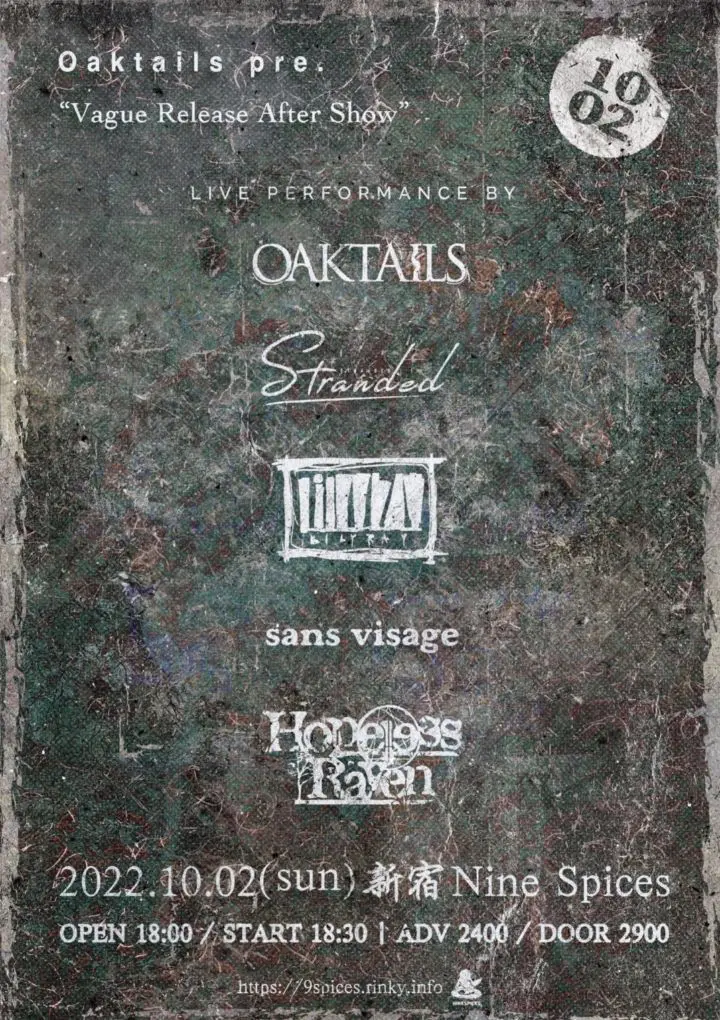 Oaktails pre.
10
02
“Vague Release After Show”
LIVE PERFORMANCE BY
OAKTAILS
Stranded
LILLTRAT
sans visage
Hopeless
Raven
2022.10.02(sun) 新宿 Nine Spices
OPEN 18:00 / START 18:30 | ADV 2400 / DOOR 2900
https://9spices.rinky.info
NINESPICES